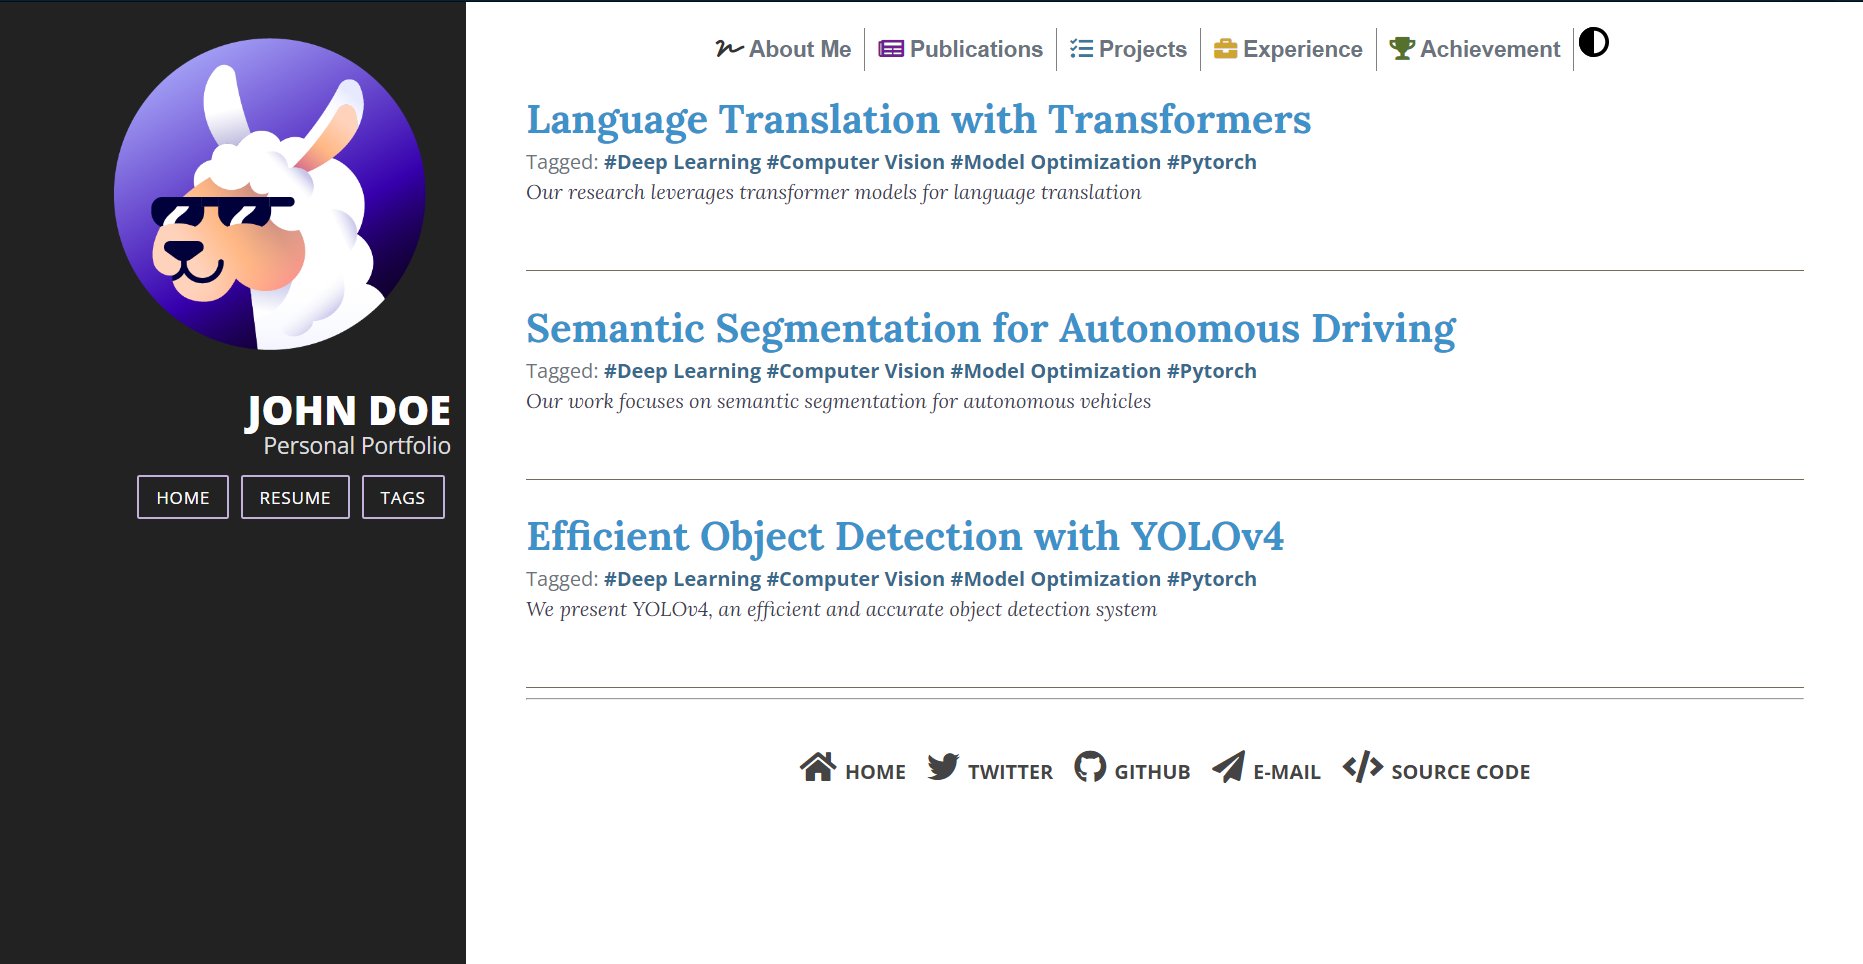 JOHN DOE
Personal Portfolio
HOME RESUME TAGS
About Me Publications Projects Experience Achievement
Language Translation with Transformers
Tagged: #Deep Learning #Computer Vision #Model Optimization #Pytorch
Our research leverages transformer models for language translation
Semantic Segmentation for Autonomous Driving
Tagged: #Deep Learning #Computer Vision #Model Optimization #Pytorch
Our work focuses on semantic segmentation for autonomous vehicles
Efficient Object Detection with YOLOv4
Tagged: #Deep Learning #Computer Vision #Model Optimization #Pytorch
We present YOLOv4, an efficient and accurate object detection system
HOME TWITTER GITHUB E-MAIL SOURCE CODE